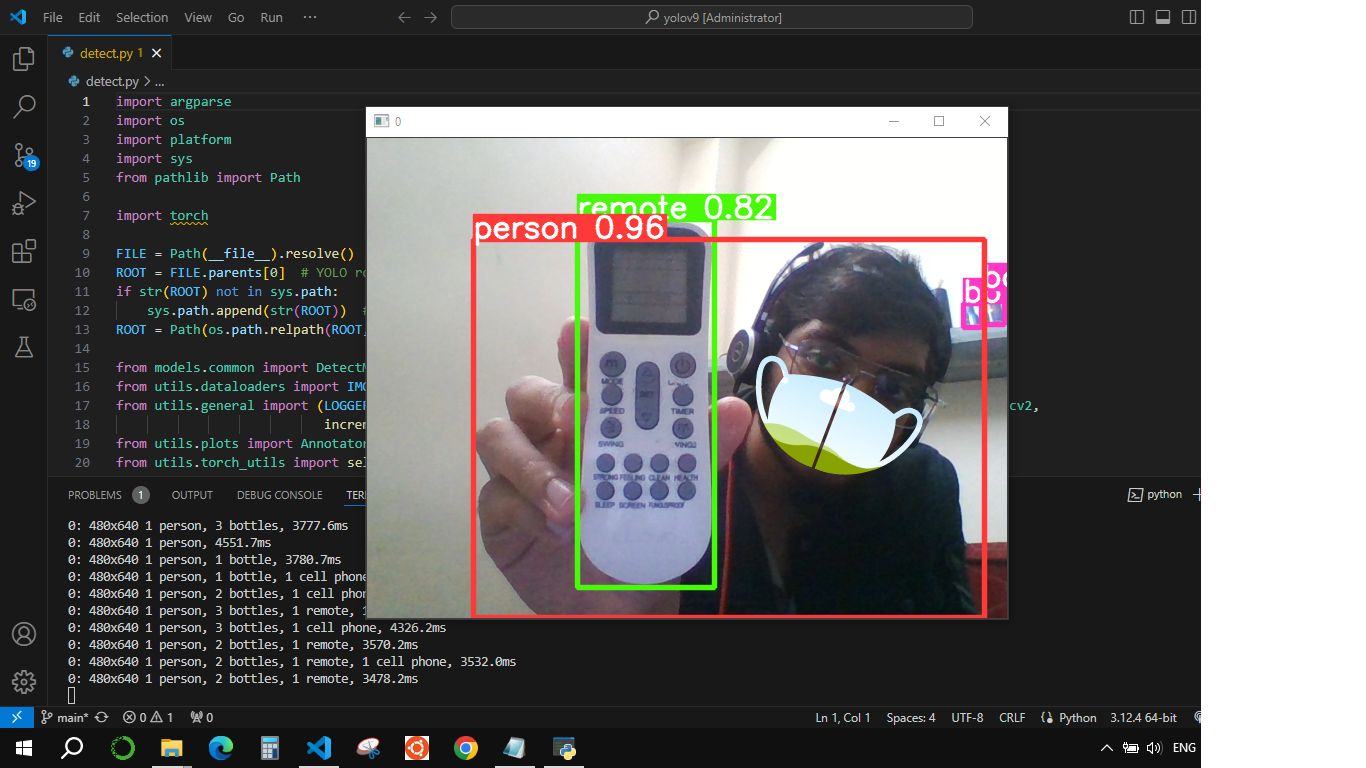 File Edit Selection View Go Run ···
yolov9 [Administrator]
detect.py 1
detect.py > ...
1 import argparse
2 import os
3 import platform
4 import sys
5 from pathlib import Path
6
7 import torch
8
9 FILE = Path(__file__).resolve()
10 ROOT = FILE.parents[0]  # YOLO ro
11 if str(ROOT) not in sys.path:
12     sys.path.append(str(ROOT))  #
13 ROOT = Path(os.path.relpath(ROOT,
14
15 from models.common import DetectM
16 from utils.dataloaders import IMG
17 from utils.general import (LOGGER cv2,
18 increm
19 from utils.plots import Annotator
20 from utils.torch_utils import sel
0
remote 0.82
person 0.96
bo
bo
MODE
SPEED TIMER
SWING
STRONG FEELING CLEAN HEALTH
SLEEP SCREEN FUNGUSPROOF
19
PROBLEMS 1 OUTPUT DEBUG CONSOLE TER
python
0: 480x640 1 person, 3 bottles, 3777.6ms
0: 480x640 1 person, 4551.7ms
0: 480x640 1 person, 1 bottle, 3780.7ms
0: 480x640 1 person, 1 bottle, 1 cell phone
0: 480x640 1 person, 2 bottles, 1 cell phon
0: 480x640 1 person, 3 bottles, 1 remote, 1
0: 480x640 1 person, 3 bottles, 1 cell phone, 4326.2ms
0: 480x640 1 person, 2 bottles, 1 remote, 3570.2ms
0: 480x640 1 person, 2 bottles, 1 remote, 1 cell phone, 3532.0ms
0: 480x640 1 person, 2 bottles, 1 remote, 3478.2ms
main* 0 1 0
Ln 1, Col 1 Spaces: 4 UTF-8 CRLF Python 3.12.4 64-bit
ENG